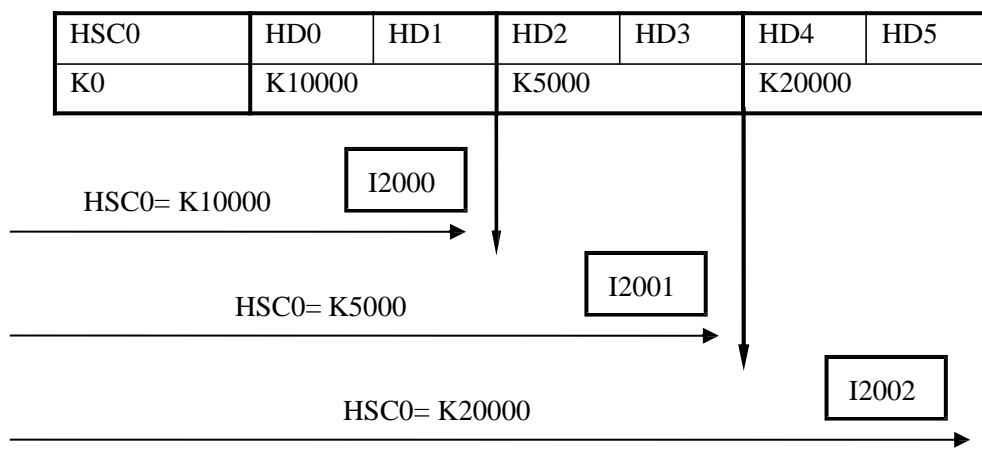 HSC0 HD0 HD1 HD2 HD3 HD4 HD5
K0 K10000 K5000 K20000
I2000
HSC0= K10000
I2001
HSC0= K5000
I2002
HSC0= K20000